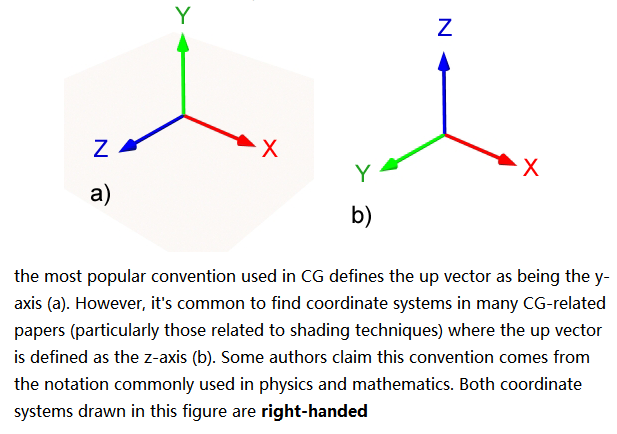 Y
Z
X
a)
Z
Y
X
b)
the most popular convention used in CG defines the up vector as being the y-
axis (a). However, it's common to find coordinate systems in many CG-related
papers (particularly those related to shading techniques) where the up vector
is defined as the z-axis (b). Some authors claim this convention comes from
the notation commonly used in physics and mathematics. Both coordinate
systems drawn in this figure are right-handed